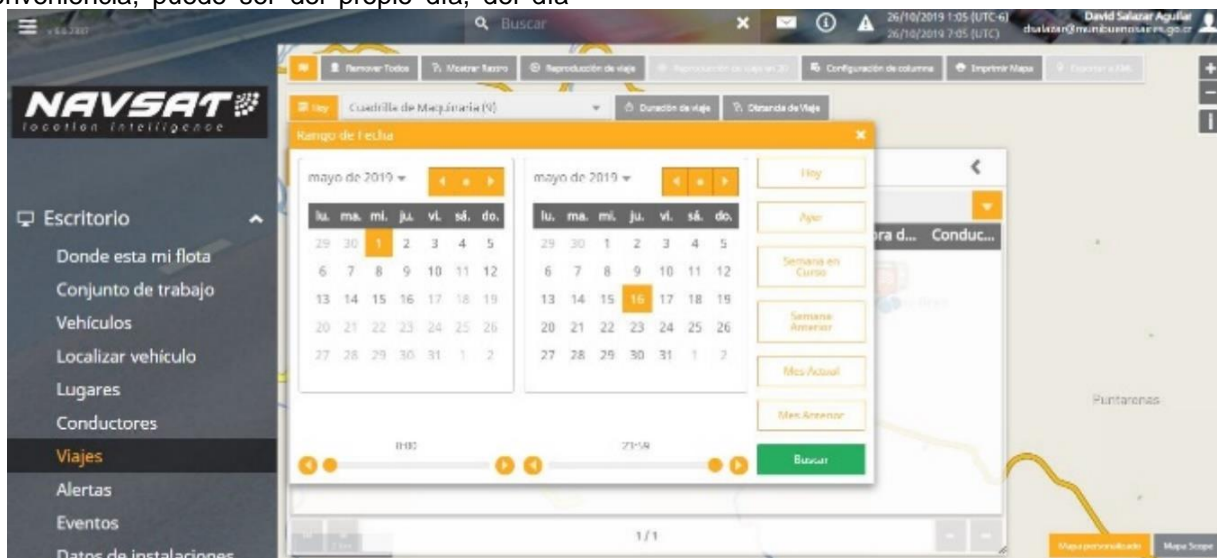 conveniencia, puede ser del propio día, del día
Buscar
26/10/2019 1:05 (UTC-6)
26/10/2019 7:05 (UTC)
David Salazar Aguilar
dsalazar@munibuenosaires.go.cr
Remover Todos
Mostrar Rastro
Reproducción de viaje
Configuración de columna
Imprimir Mapa
NAVSAT
location intelligence
Hoy
Cuadrilla de Maquinaria (9)
Duración de viaje
Distancia de Viaje
Rango de Fecha
mayo de 2019
mayo de 2019
lu. ma. mi. ju. vi. sá. do.
29 30 1 2 3 4 5
6 7 8 9 10 11 12
13 14 15 16 17 18 19
20 21 22 23 24 25 26
27 28 29 30 31 1 2
lu. ma. mi. ju. vi. sá. do.
29 30 1 2 3 4 5
6 7 8 9 10 11 12
13 14 15 16 17 18 19
20 21 22 23 24 25 26
27 28 29 30 31 1 2
0:00
21:59
Hoy
Ayer
Semana en
Curso
Semana
Anterior
Mes Actual
Mes Anterior
Buscar
ora d... Conduc...
Escritorio
Donde esta mi flota
Conjunto de trabajo
Vehículos
Localizar vehículo
Lugares
Conductores
Viajes
Alertas
Eventos
Datos de instalaciones
Puntarenas
1/1
Mapa personalizado
Mapa Scope